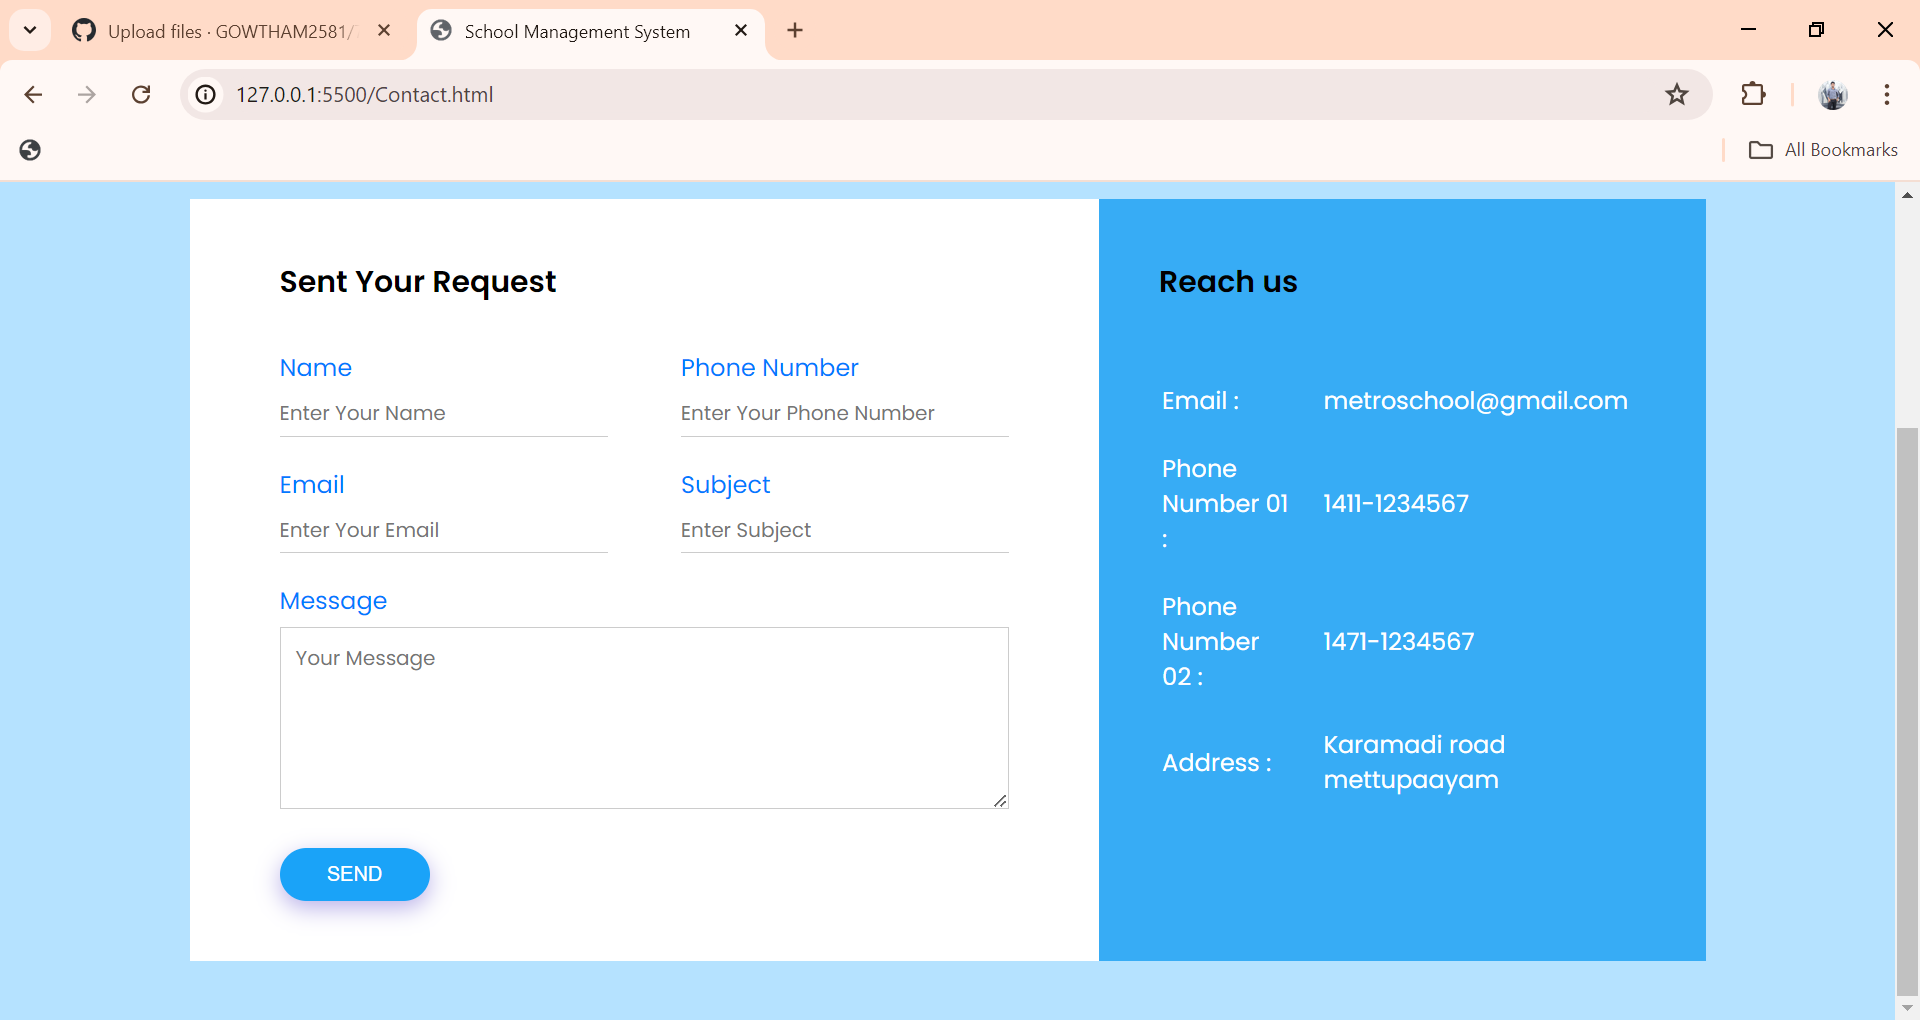 Upload files · GOWTHAM2581/
School Management System
127.0.0.1:5500/Contact.html
All Bookmarks
Sent Your Request
Name
Phone Number
Enter Your Name
Enter Your Phone Number
Email
Subject
Enter Your Email
Enter Subject
Message
Your Message
SEND
Reach us
Email :
metroschool@gmail.com
Phone
Number 01
:
1411-1234567
Phone
Number
02 :
1471-1234567
Address :
Karamadi road
mettupaayam